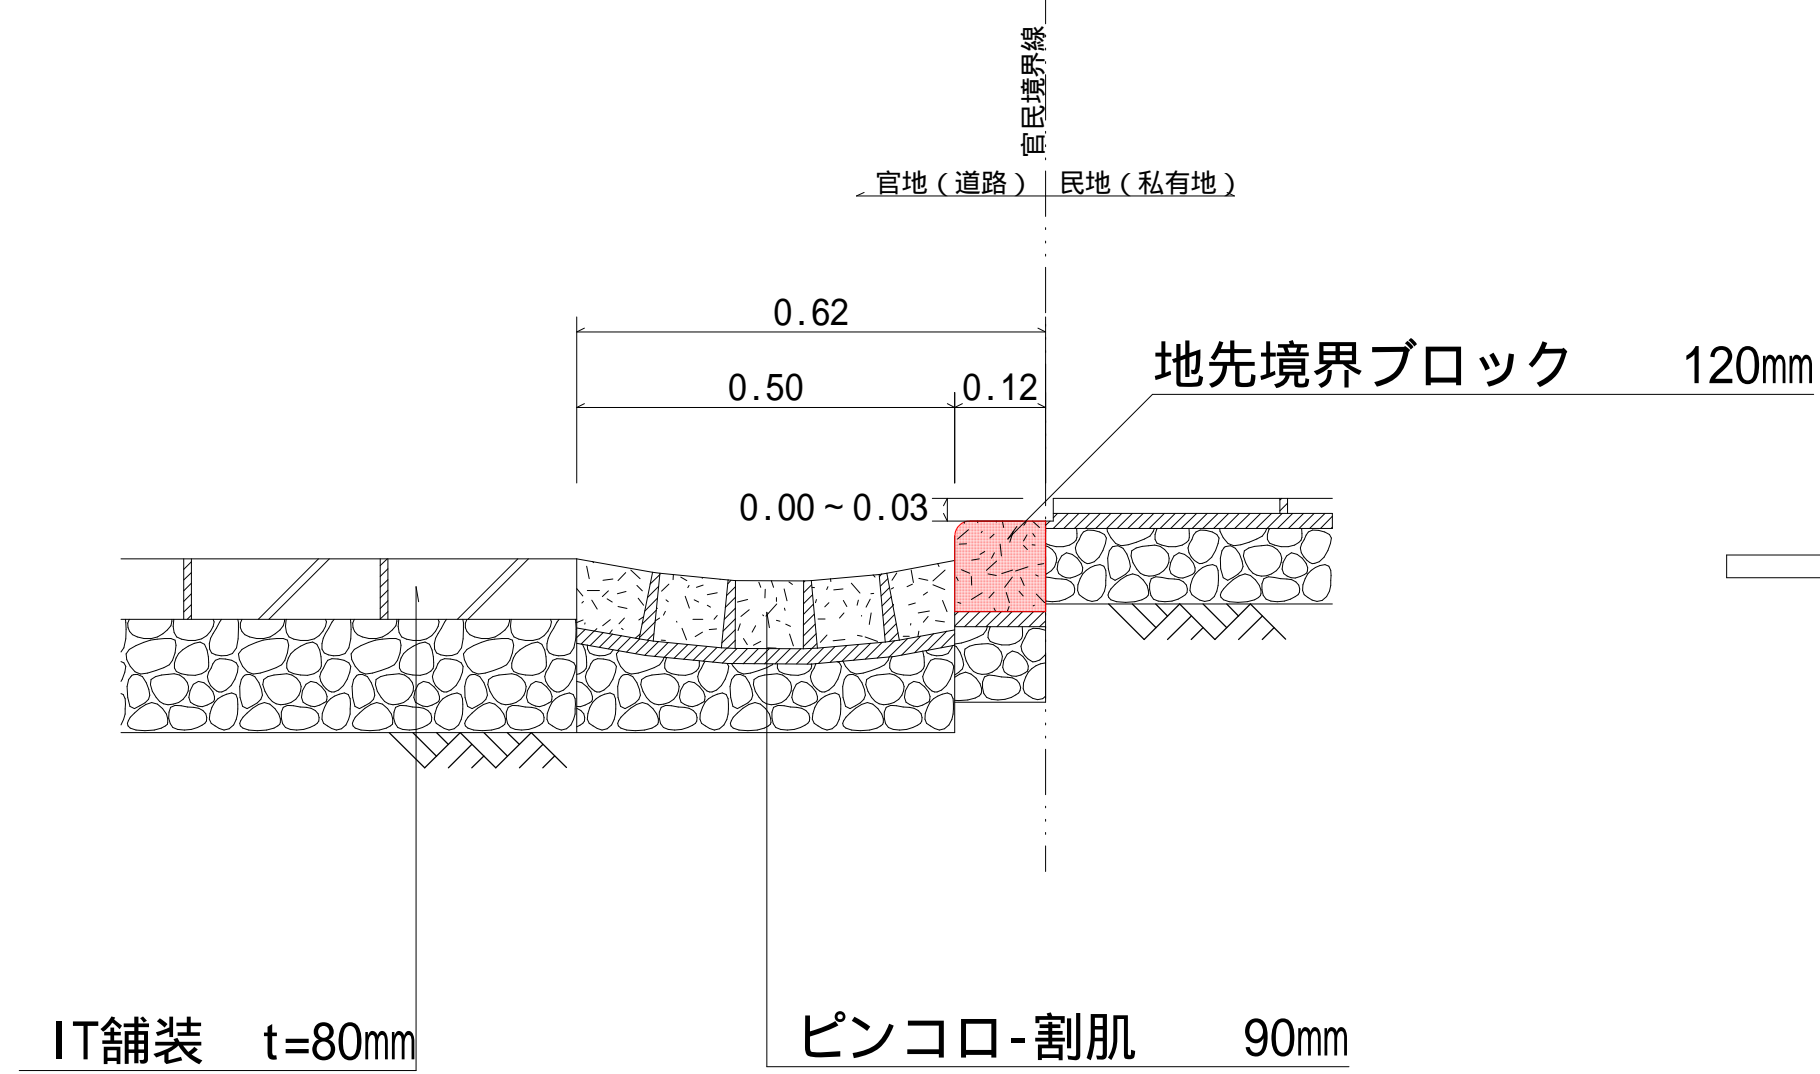 官民境界線
官地(道路) 民地(私有地)
0.62
0.50 0.12
地先境界ブロック 120mm
0.00~0.03
IT舗装 t=80mm
ピンコロ-割肌 90mm